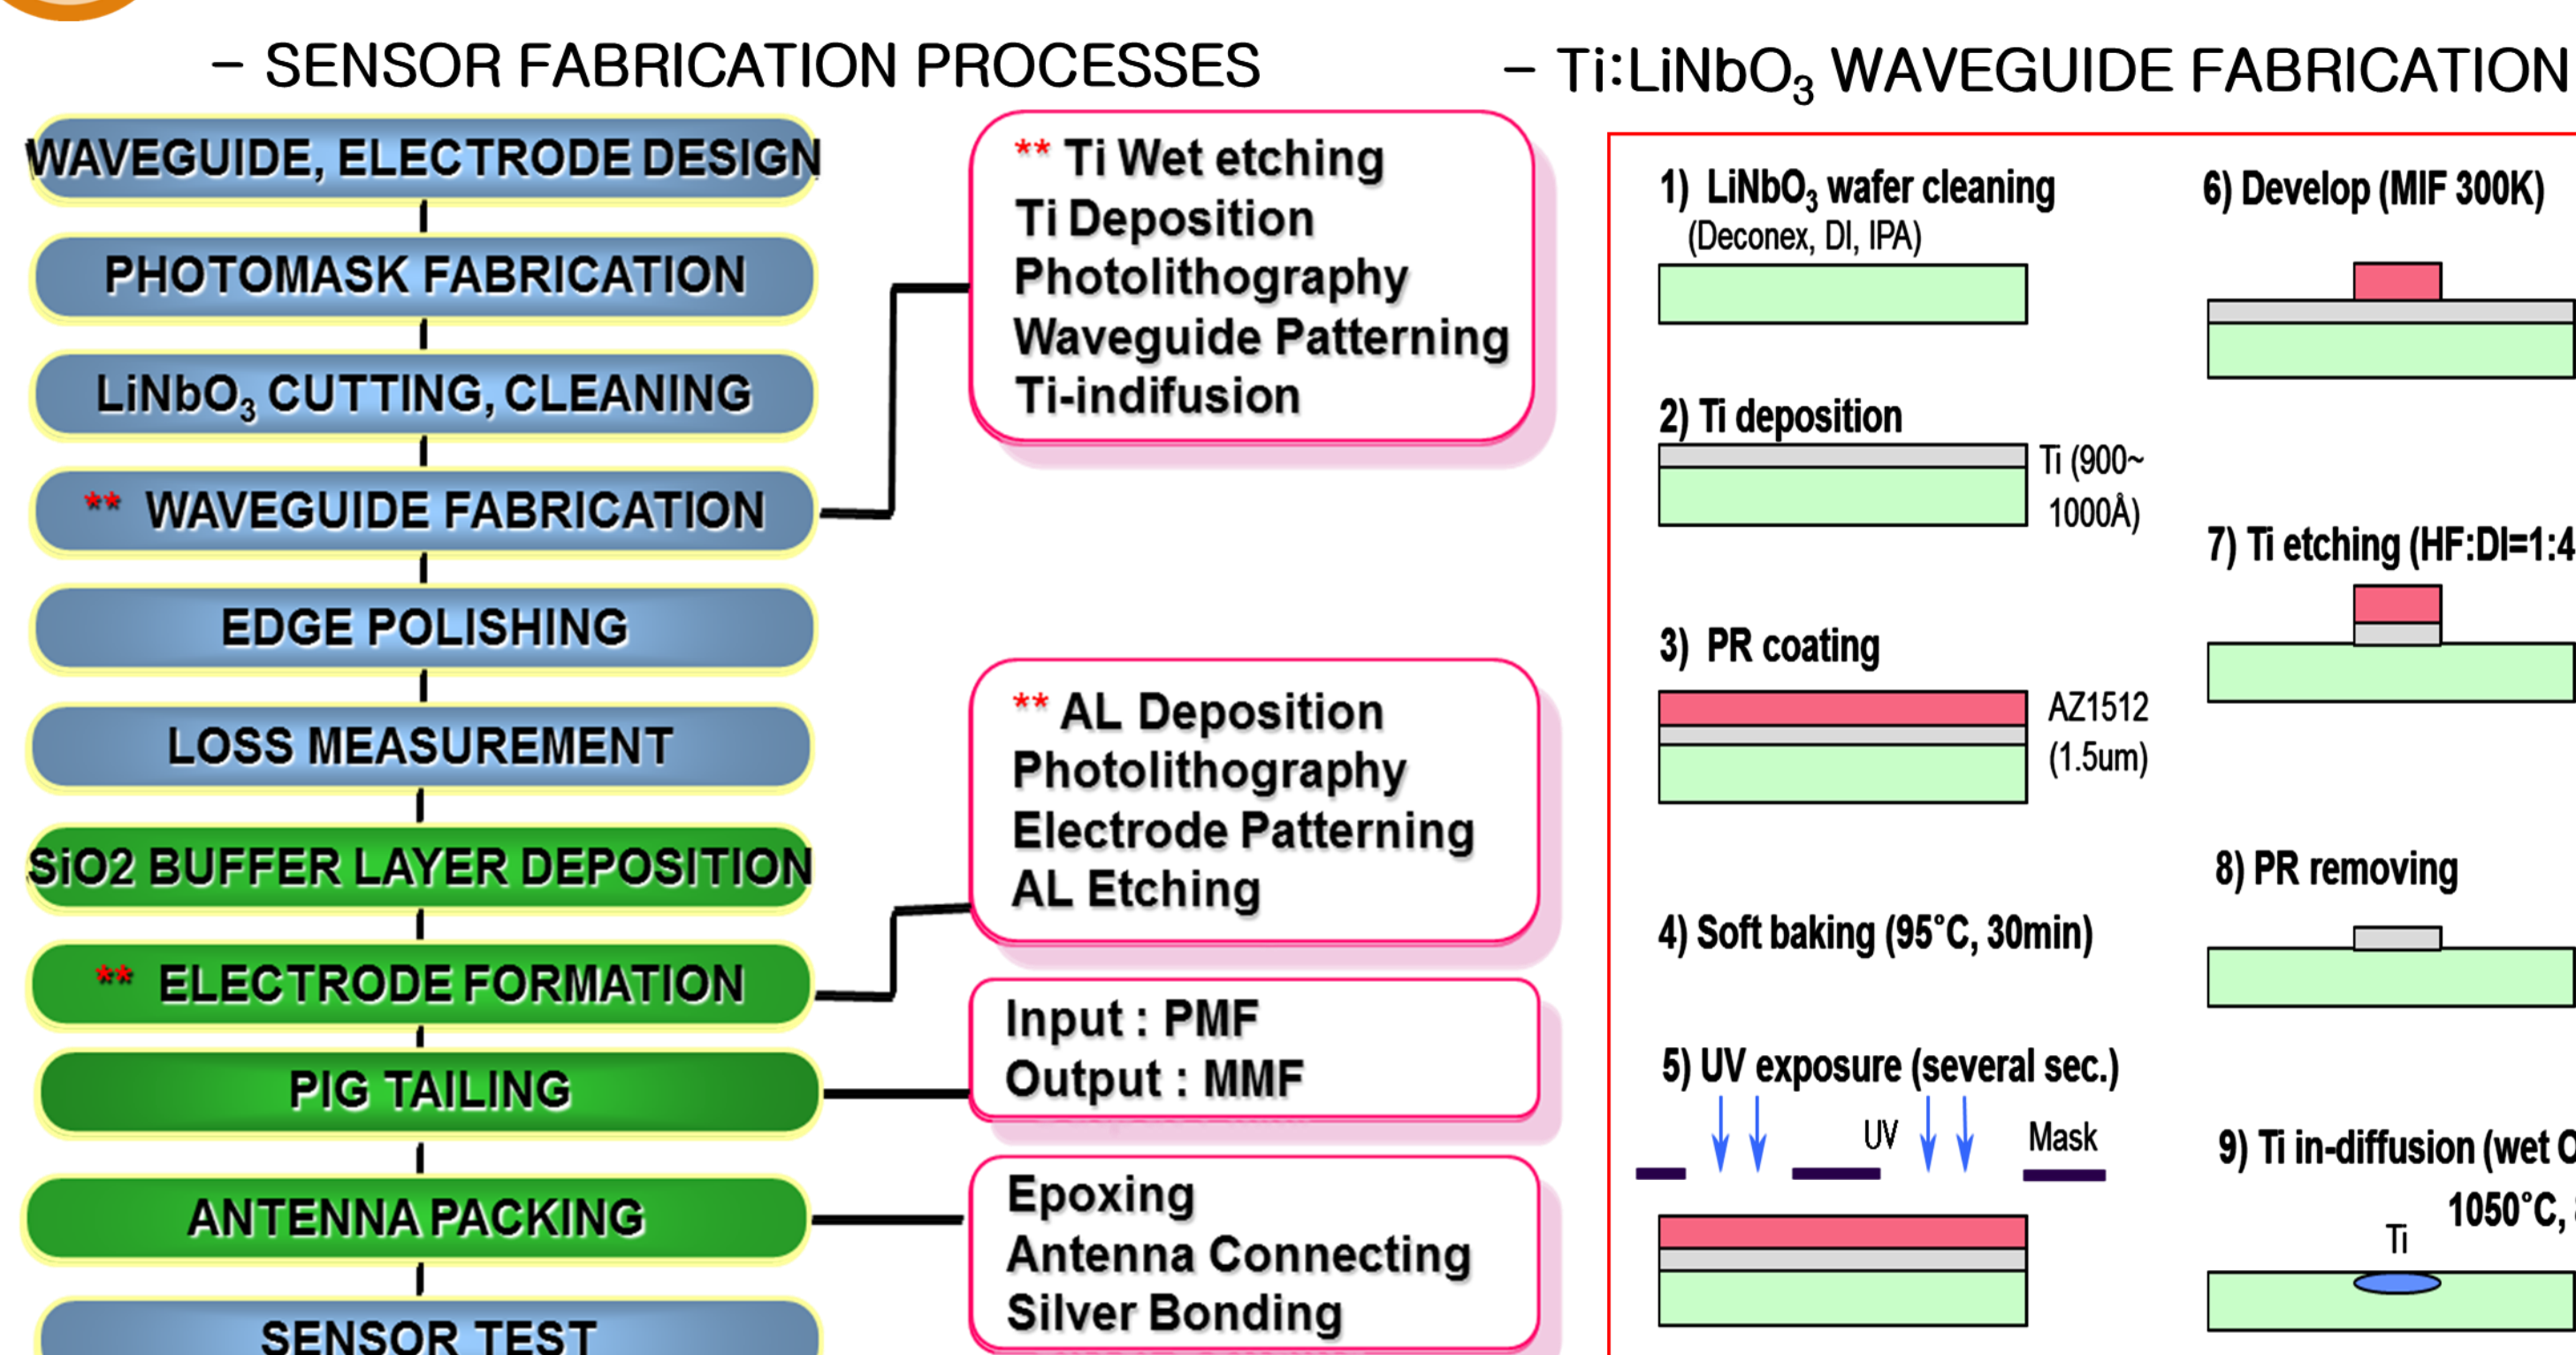 – SENSOR FABRICATION PROCESSES
WAVEGUIDE, ELECTRODE DESIGN
PHOTOMASK FABRICATION
LiNbO₃ CUTTING, CLEANING
** WAVEGUIDE FABRICATION
EDGE POLISHING
LOSS MEASUREMENT
SiO2 BUFFER LAYER DEPOSITION
** ELECTRODE FORMATION
PIG TAILING
ANTENNA PACKING
SENSOR TEST
** Ti Wet etching
Ti Deposition
Photolithography
Waveguide Patterning
Ti-indifusion
** AL Deposition
Photolithography
Electrode Patterning
AL Etching
Input : PMF
Output : MMF
Epoxing
Antenna Connecting
Silver Bonding
– Ti:LiNbO₃ WAVEGUIDE FABRICATION
1) LiNbO₃ wafer cleaning
(Deconex, DI, IPA)
2) Ti deposition
Ti (900~
1000Å)
3) PR coating
AZ1512
(1.5um)
4) Soft baking (95°C, 30min)
5) UV exposure (several sec.)
UV
Mask
6) Develop (MIF 300K)
7) Ti etching (HF:DI=1:4
8) PR removing
9) Ti in-diffusion (wet
1050°C,
Ti